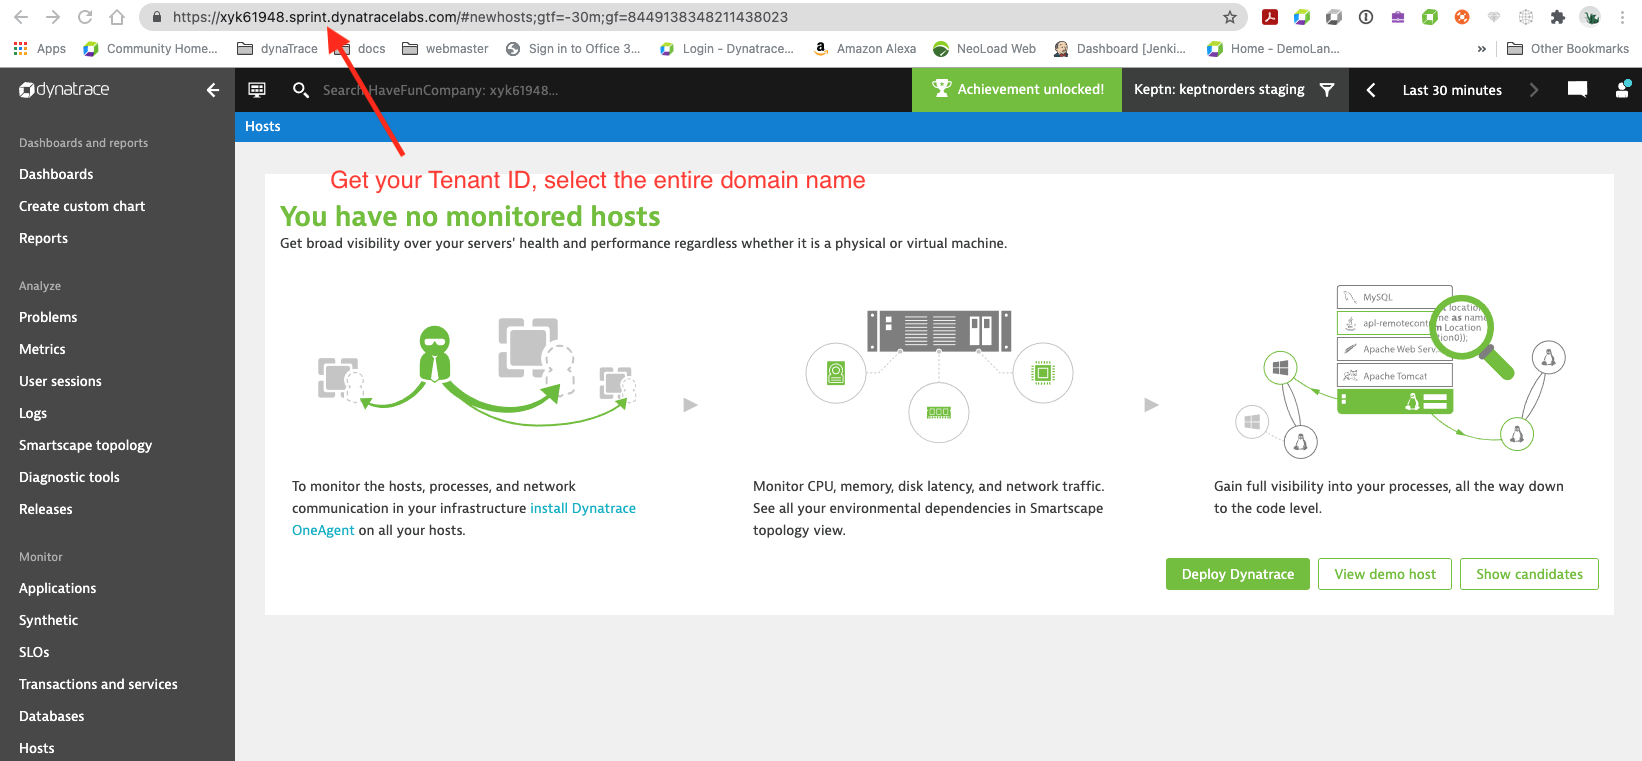 https://xyk61948.sprint.dynatracelabs.com/#newhosts;gtf=-30m;gf=8449138348211438023
Apps Community Home... dynaTrace docs webmaster Sign in to Office 3... Login - Dynatrace... Amazon Alexa NeoLoad Web Dashboard [Jenki... Home - DemoLan... » Other Bookmarks
dynatrace
Search HaveFunCompany: xyk61948...
Achievement unlocked!
Keptn: keptnorders staging
Last 30 minutes
Hosts
Dashboards and reports
Dashboards
Create custom chart
Reports
Analyze
Problems
Metrics
User sessions
Logs
Smartscape topology
Diagnostic tools
Releases
Monitor
Applications
Synthetic
SLOs
Transactions and services
Databases
Hosts
Get your Tenant ID, select the entire domain name
You have no monitored hosts
Get broad visibility over your servers' health and performance regardless whether it is a physical or virtual machine.
To monitor the hosts, processes, and network
communication in your infrastructure install Dynatrace
OneAgent on all your hosts.
Monitor CPU, memory, disk latency, and network traffic.
See all your environmental dependencies in Smartscape
topology view.
MySQL
apl-remotecont
Apache Web Serv...
Apache Tomcat
location
me as name
m Location
tion0));
Gain full visibility into your processes, all the way down
to the code level.
Deploy Dynatrace
View demo host
Show candidates